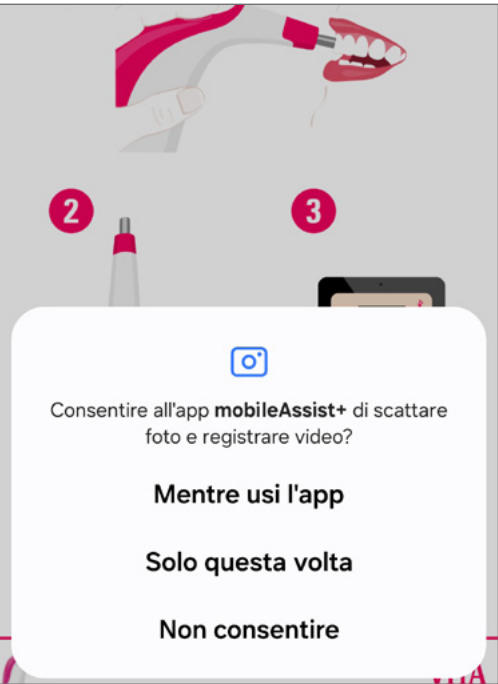 2
3
Consentire all'app mobileAssist+ di scattare
foto e registrare video?
Mentre usi l'app
Solo questa volta
Non consentire
VITA